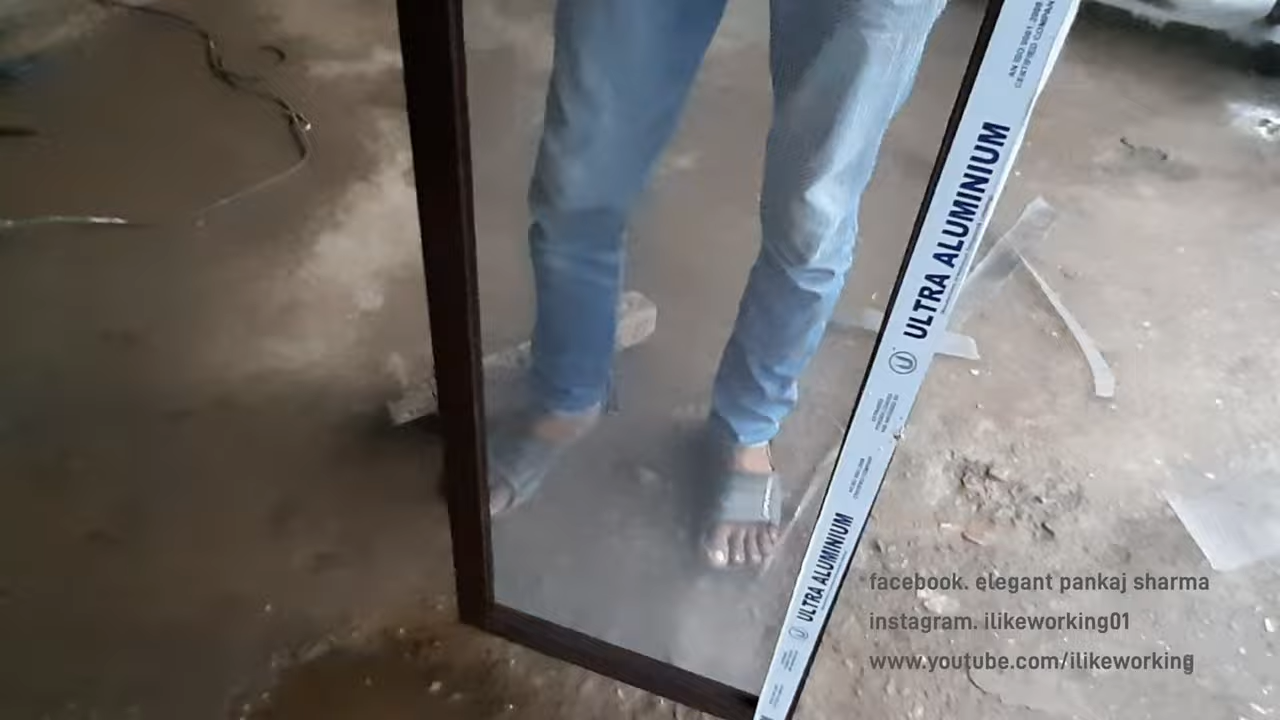 AN ISO 9001:2008
CERTIFIED COMPANY
ULTRA ALUMINIUM
ULTRA ALUMINIUM
facebook. elegant pankaj sharma
instagram. ilikeworking01
www.youtube.com/ilikeworking